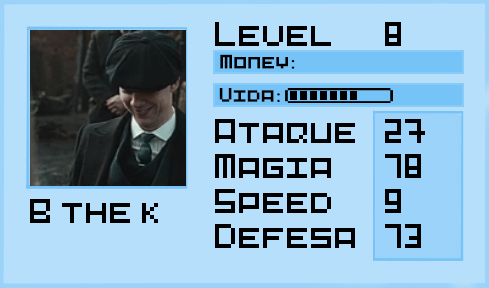 Level 8
Money:
Vida:
Ataque 27
Magia 78
Speed 9
Defesa 73
B the K